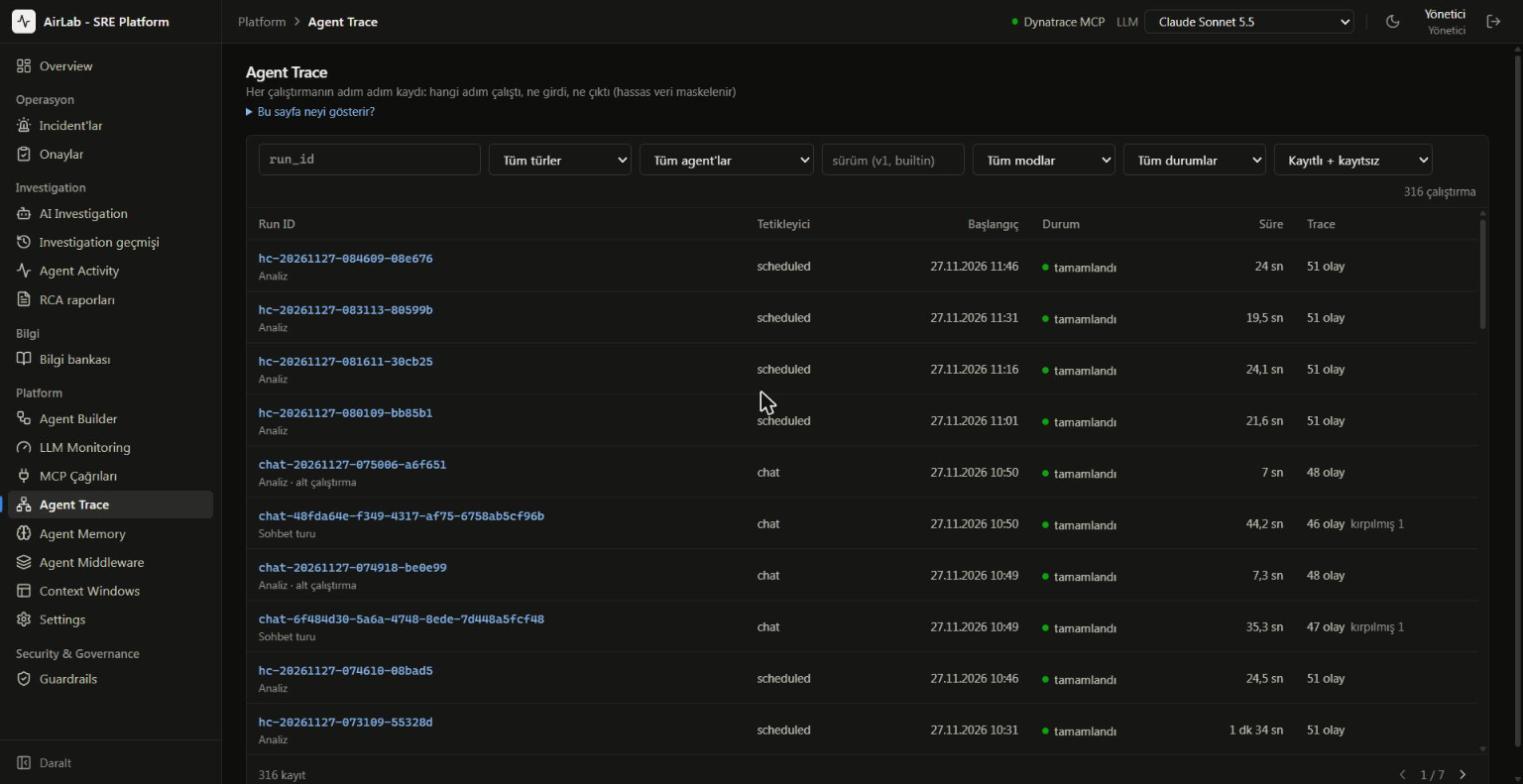 AirLab - SRE Platform
Platform > Agent Trace
Dynatrace MCP LLM Claude Sonnet 5.5
Yönetici
Yönetici
Overview
Operasyon
Incident'lar
Onaylar
Investigation
AI Investigation
Investigation geçmişi
Agent Activity
RCA raporları
Bilgi
Bilgi bankası
Platform
Agent Builder
LLM Monitoring
MCP Çağrıları
Agent Trace
Agent Memory
Agent Middleware
Context Windows
Settings
Security & Governance
Guardrails
Daralt
Agent Trace
Her çalıştırmanın adım adım kaydı: hangi adım çalıştı, ne girdi, ne çıktı (hassas veri maskelenir)
Bu sayfa neyi gösterir?
run_id Tüm türler Tüm agent'lar sürüm (v1, builtin) Tüm modlar Tüm durumlar Kayıtlı + kayıtsız
316 çalıştırma
Run ID Tetikleyici Başlangıç Durum Süre Trace
hc-20261127-084609-08e676 scheduled 27.11.2026 11:46 tamamlandı 24 sn 51 olay
Analiz
hc-20261127-083113-80599b scheduled 27.11.2026 11:31 tamamlandı 19,5 sn 51 olay
Analiz
hc-20261127-081611-30cb25 scheduled 27.11.2026 11:16 tamamlandı 24,1 sn 51 olay
Analiz
hc-20261127-080109-bb85b1 scheduled 27.11.2026 11:01 tamamlandı 21,6 sn 51 olay
Analiz
chat-20261127-075006-a6f651 chat 27.11.2026 10:50 tamamlandı 7 sn 48 olay
Analiz · alt çalıştırma
chat-48fda64e-f349-4317-af75-6758ab5cf96b chat 27.11.2026 10:50 tamamlandı 44,2 sn 46 olay kırpılmış 1
Sohbet turu
chat-20261127-074918-be0e99 chat 27.11.2026 10:49 tamamlandı 7,3 sn 48 olay
Analiz · alt çalıştırma
chat-6f484d30-5a6a-4748-8ede-7d448a5fcf48 chat 27.11.2026 10:49 tamamlandı 35,3 sn 47 olay kırpılmış 1
Sohbet turu
hc-20261127-074610-08bad5 scheduled 27.11.2026 10:46 tamamlandı 24,5 sn 51 olay
Analiz
hc-20261127-073109-55328d scheduled 27.11.2026 10:31 tamamlandı 1 dk 34 sn 51 olay
Analiz
316 kayıt 1 / 7